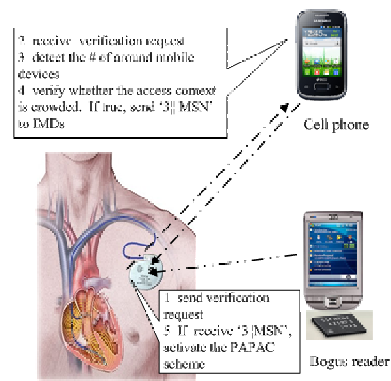 2 receive verification request
3 detect the # of around mobile
devices
4 verify whether the access context
is crowded. If true, send ‘3||MSN’
to IMDs
Cell phone
1 send verification
request
5 If receive ‘3||MSN’,
activate the PAPAC
scheme
Bogus reader